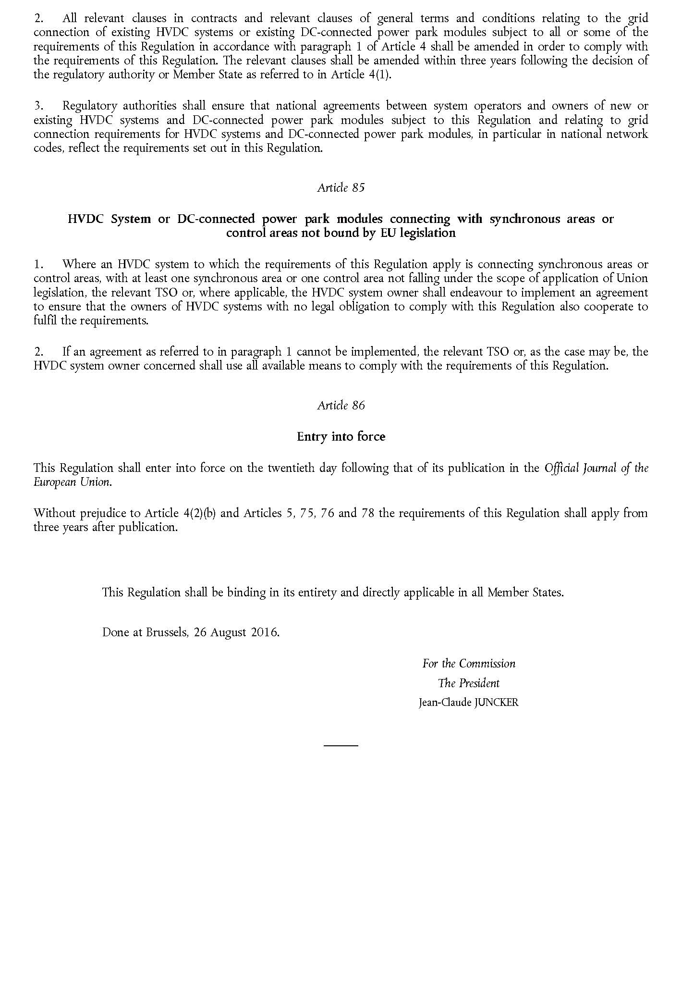 2. All relevant clauses in contracts and relevant clauses of general terms and conditions relating to the grid
connection of existing HVDC systems or existing DC-connected power park modules subject to all or some of the
requirements of this Regulation in accordance with paragraph 1 of Article 4 shall be amended in order to comply with
the requirements of this Regulation. The relevant clauses shall be amended within three years following the decision of
the regulatory authority or Member State as referred to in Article 4(1).
3. Regulatory authorities shall ensure that national agreements between system operators and owners of new or
existing HVDC systems and DC-connected power park modules subject to this Regulation and relating to grid
connection requirements for HVDC systems and DC-connected power park modules, in particular in national network
codes, reflect the requirements set out in this Regulation.
Article 85
HVDC System or DC-connected power park modules connecting with synchronous areas or
control areas not bound by EU legislation
1. Where an HVDC system to which the requirements of this Regulation apply is connecting synchronous areas or
control areas, with at least one synchronous area or one control area not falling under the scope of application of Union
legislation, the relevant TSO or, where applicable, the HVDC system owner shall endeavour to implement an agreement
to ensure that the owners of HVDC systems with no legal obligation to comply with this Regulation also cooperate to
fulfil the requirements.
2. If an agreement as referred to in paragraph 1 cannot be implemented, the relevant TSO or, as the case may be, the
HVDC system owner concerned shall use all available means to comply with the requirements of this Regulation.
Article 86
Entry into force
This Regulation shall enter into force on the twentieth day following that of its publication in the Official Journal of the
European Union.
Without prejudice to Article 4(2)(b) and Articles 5, 75, 76 and 78 the requirements of this Regulation shall apply from
three years after publication.
This Regulation shall be binding in its entirety and directly applicable in all Member States.
Done at Brussels, 26 August 2016.
For the Commission
The President
Jean-Claude JUNCKER